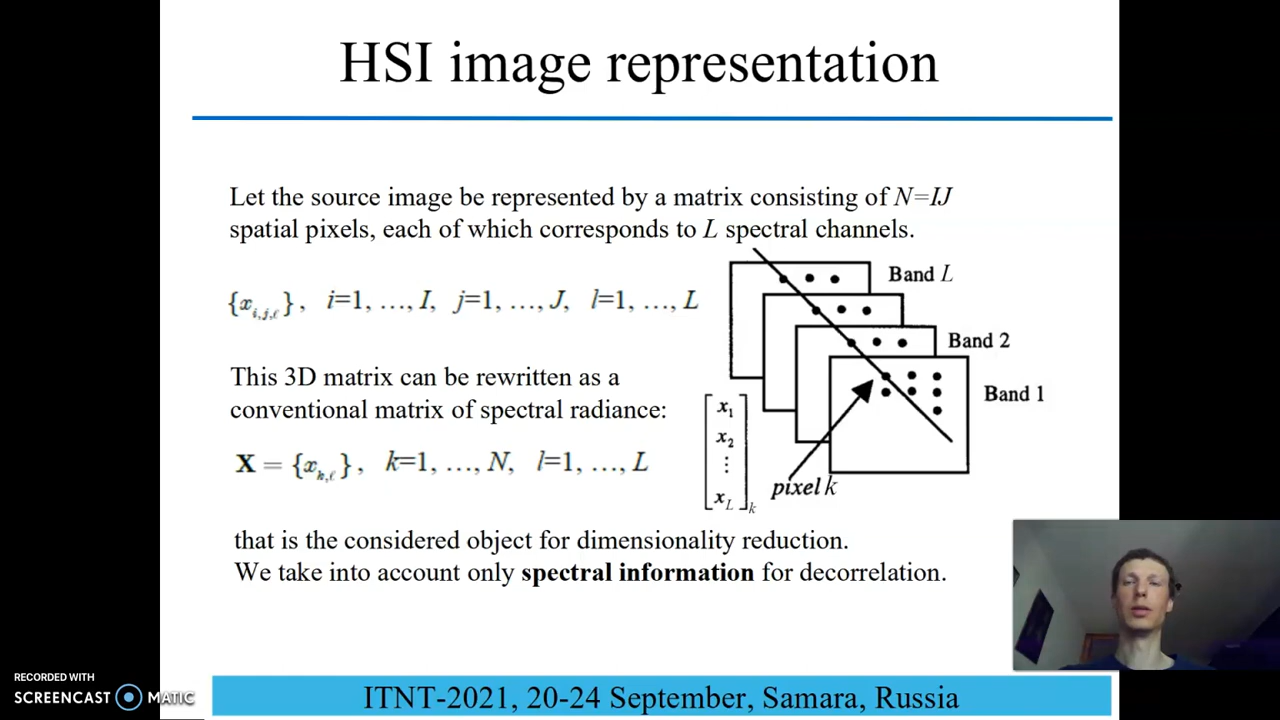 HSI image representation
Let the source image be represented by a matrix consisting of N=IJ
spatial pixels, each of which corresponds to L spectral channels.
{x_{i,j,ℓ}}, i=1, …, I, j=1, …, J, l=1, …, L
Band L
Band 2
Band 1
This 3D matrix can be rewritten as a
conventional matrix of spectral radiance:
X = {x_{k,ℓ}}, k=1, …, N, l=1, …, L
x₁
x₂
⋮
x_L
k
pixel k
that is the considered object for dimensionality reduction.
We take into account only spectral information for decorrelation.
RECORDED WITH
SCREENCAST MATIC
ITNT-2021, 20-24 September, Samara, Russia